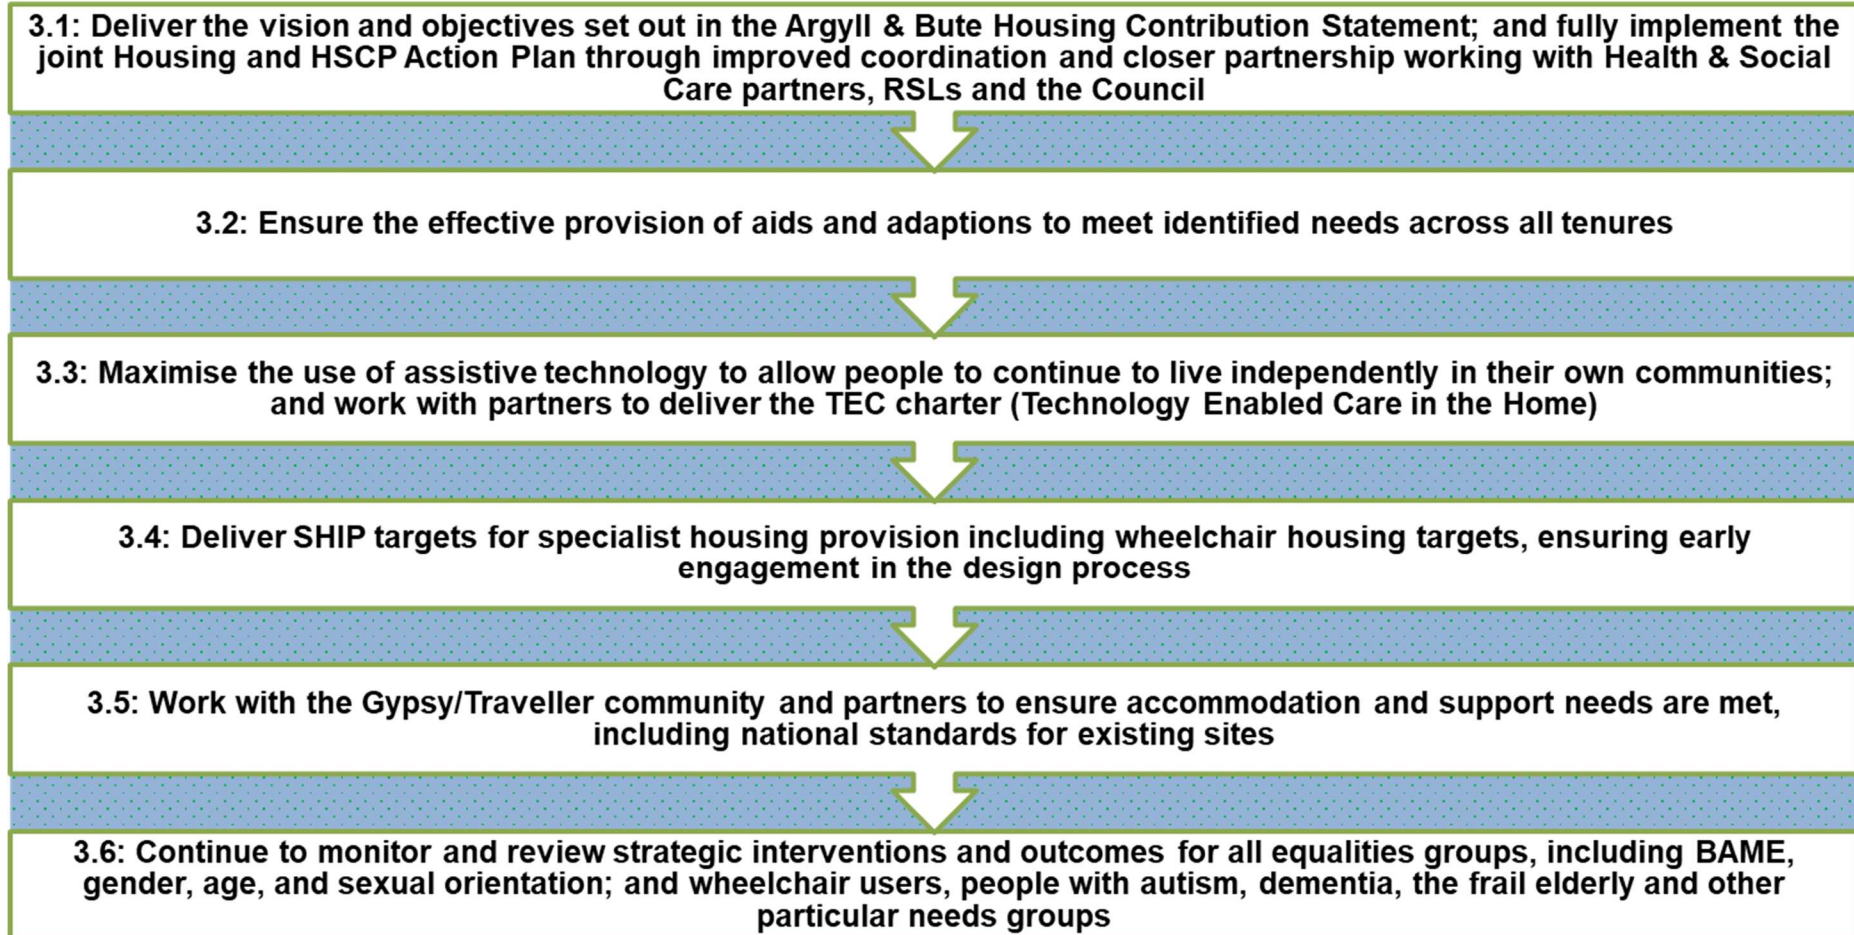 3.1: Deliver the vision and objectives set out in the Argyll & Bute Housing Contribution Statement; and fully implement the
joint Housing and HSCP Action Plan through improved coordination and closer partnership working with Health & Social
Care partners, RSLs and the Council
3.2: Ensure the effective provision of aids and adaptions to meet identified needs across all tenures
3.3: Maximise the use of assistive technology to allow people to continue to live independently in their own communities;
and work with partners to deliver the TEC charter (Technology Enabled Care in the Home)
3.4: Deliver SHIP targets for specialist housing provision including wheelchair housing targets, ensuring early
engagement in the design process
3.5: Work with the Gypsy/Traveller community and partners to ensure accommodation and support needs are met,
including national standards for existing sites
3.6: Continue to monitor and review strategic interventions and outcomes for all equalities groups, including BAME,
gender, age, and sexual orientation; and wheelchair users, people with autism, dementia, the frail elderly and other
particular needs groups